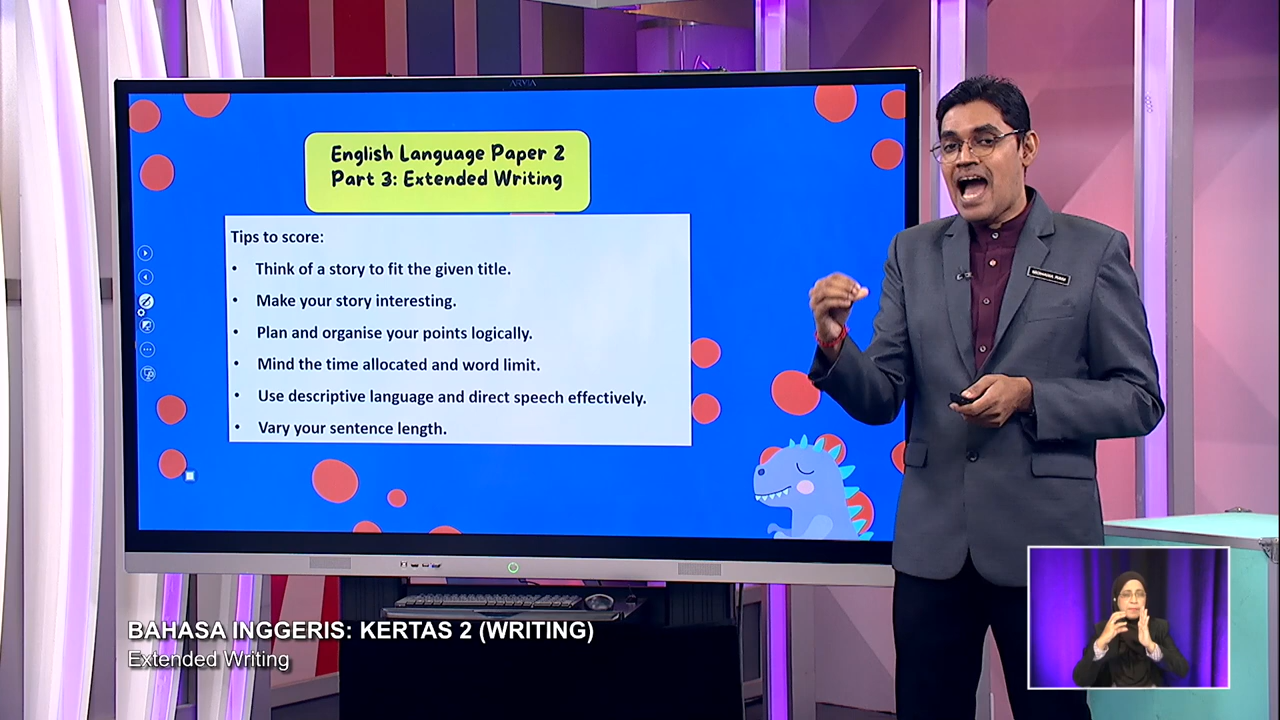 ARVIA
English Language Paper 2
Part 3: Extended Writing
Tips to score:
• Think of a story to fit the given title.
• Make your story interesting.
• Plan and organise your points logically.
• Mind the time allocated and word limit.
• Use descriptive language and direct speech effectively.
• Vary your sentence length.
BAHASA INGGERIS: KERTAS 2 (WRITING)
Extended Writing